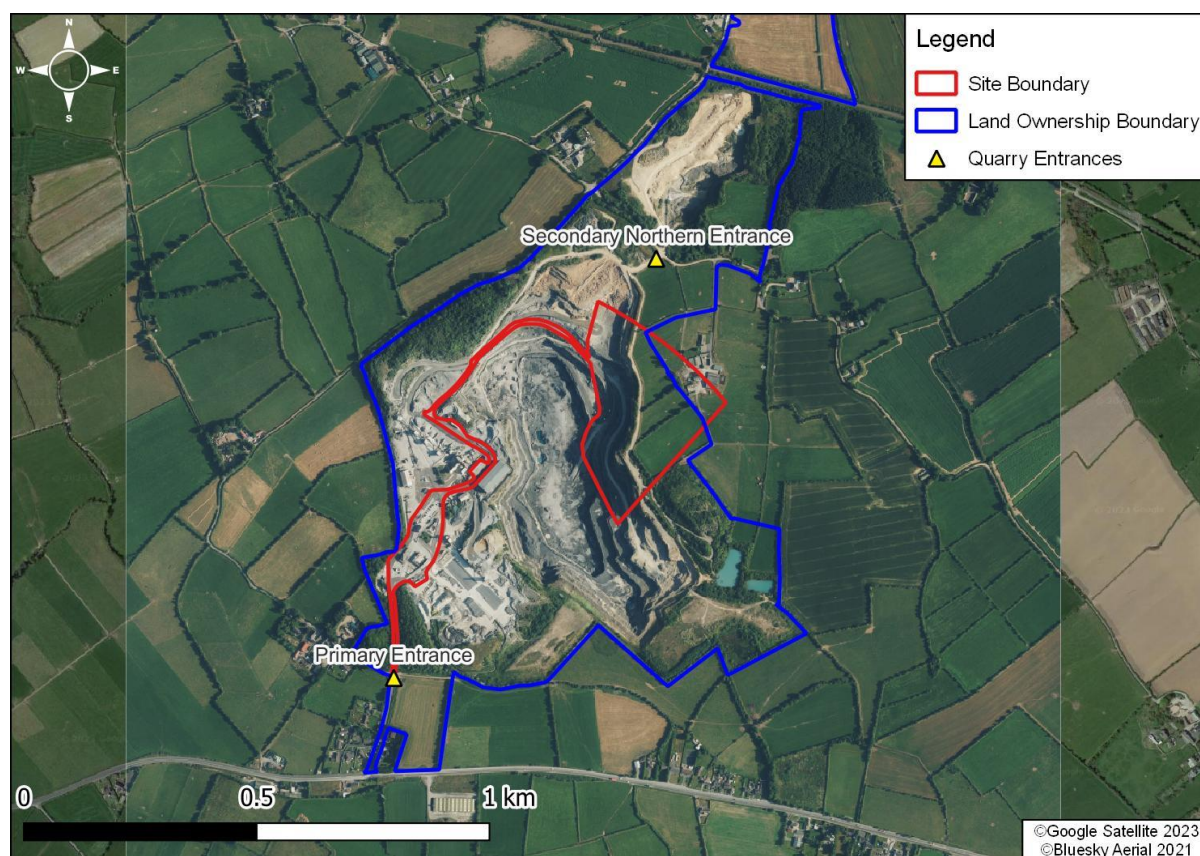 N
W E
S
Legend
Site Boundary
Land Ownership Boundary
Quarry Entrances
Secondary Northern Entrance
Primary Entrance
0 0.5 1 km
©Google Satellite 2023
©Bluesky Aerial 2021